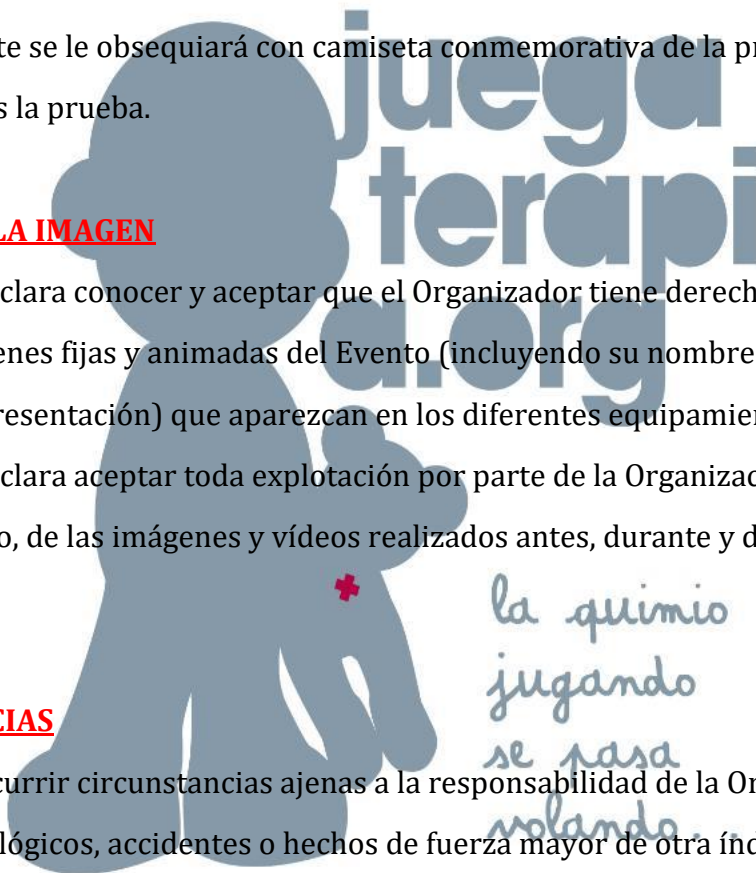 te se le obsequiará con camiseta conmemorativa de la pr
s la prueba.
juega
terapi
a.org
LA IMAGEN
clara conocer y aceptar que el Organizador tiene derech
enes fijas y animadas del Evento (incluyendo su nombre
presentación) que aparezcan en los diferentes equipamien
clara aceptar toda explotación por parte de la Organizac
o, de las imágenes y vídeos realizados antes, durante y d
la quimio
jugando
se pasa
volando...
CIAS
currir circunstancias ajenas a la responsabilidad de la Or
lógicos, accidentes o hechos de fuerza mayor de otra índ